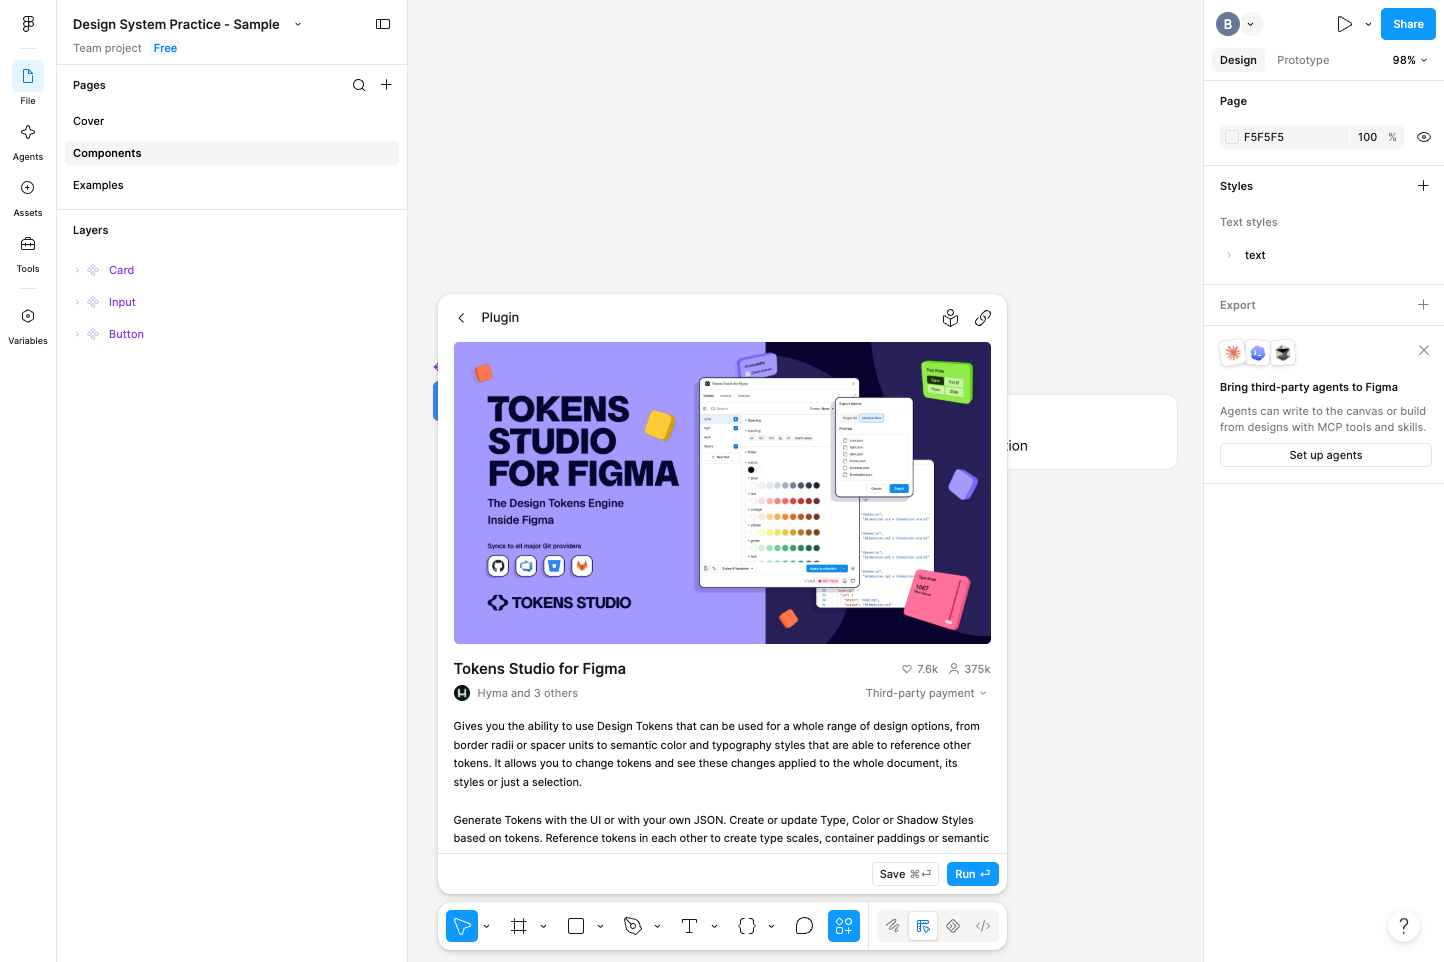 Design System Practice - Sample
Team project Free
Pages
Cover
Components
Examples
Layers
Card
Input
Button
File
Agents
Assets
Tools
Variables
Plugin
TOKENS
STUDIO
FOR FIGMA
The Design Tokens Engine
Inside Figma
Syncs to all major Git providers
TOKENS STUDIO
Tokens Studio for Figma
7.6k 375k
Hyma and 3 others
Third-party payment
Gives you the ability to use Design Tokens that can be used for a whole range of design options, from
border radii or spacer units to semantic color and typography styles that are able to reference other
tokens. It allows you to change tokens and see these changes applied to the whole document, its
styles or just a selection.
Generate Tokens with the UI or with your own JSON. Create or update Type, Color or Shadow Styles
based on tokens. Reference tokens in each other to create type scales, container paddings or semantic
Save ⌘⏎
Run ⏎
tion
B
Share
Design Prototype 98%
Page
F5F5F5 100 %
Styles
Text styles
text
Export
Bring third-party agents to Figma
Agents can write to the canvas or build
from designs with MCP tools and skills.
Set up agents
?